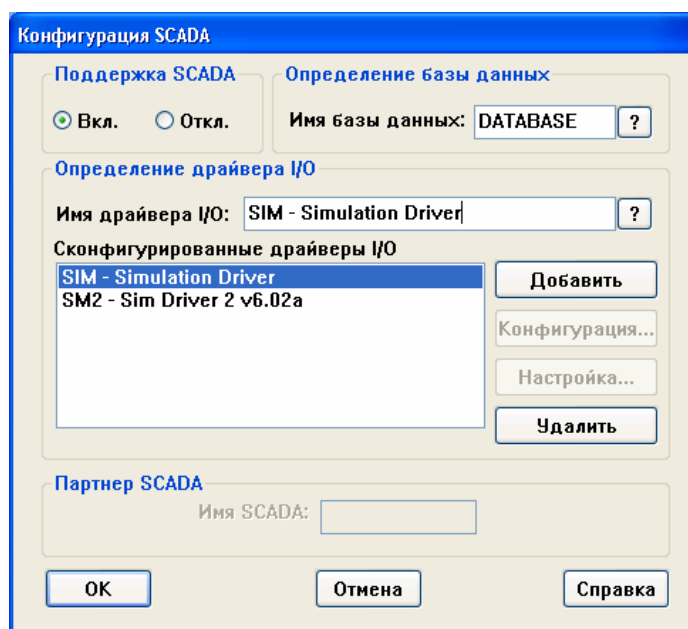 Конфигурация SCADA
Поддержка SCADA
Определение базы данных
Вкл. Откл.
Имя базы данных: DATABASE ?
Определение драйвера I/O
Имя драйвера I/O: SIM - Simulation Driver ?
Сконфигурированные драйверы I/O
SIM - Simulation Driver
SM2 - Sim Driver 2 v6.02a
Добавить
Конфигурация...
Настройка...
Удалить
Партнер SCADA
Имя SCADA:
OK Отмена Справка